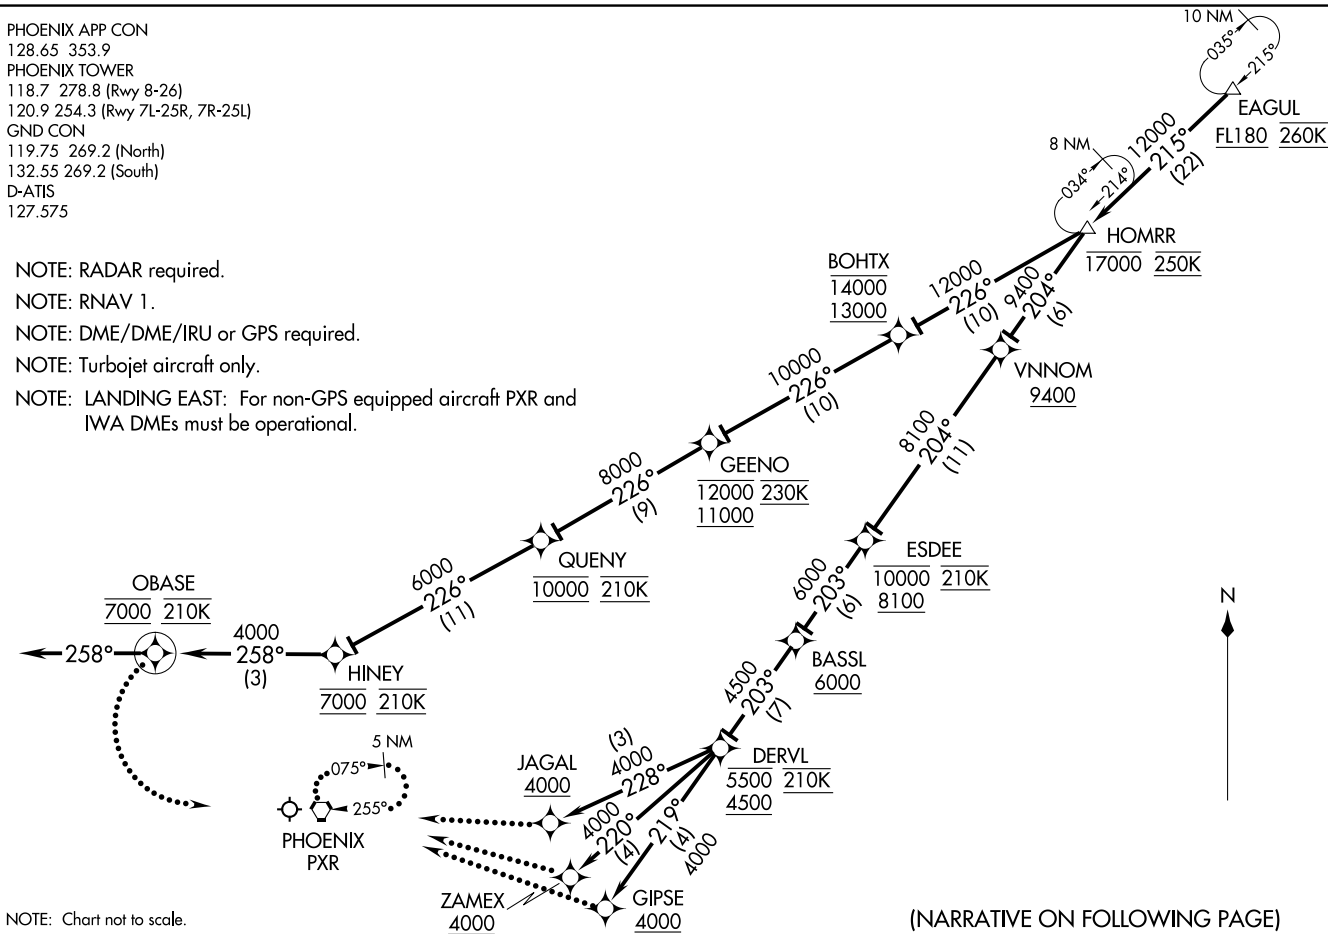 PHOENIX APP CON
128.65 353.9
PHOENIX TOWER
118.7 278.8 (Rwy 8-26)
120.9 254.3 (Rwy 7L-25R, 7R-25L)
GND CON
119.75 269.2 (North)
132.55 269.2 (South)
D-ATIS
127.575
NOTE: RADAR required.
NOTE: RNAV 1.
NOTE: DME/DME/IRU or GPS required.
NOTE: Turbojet aircraft only.
NOTE: LANDING EAST: For non-GPS equipped aircraft PXR and
IWA DMEs must be operational.
10 NM
035°
215°
EAGUL
FL180 260K
12000
215°
(22)
8 NM
034°
214°
HOMRR
17000 250K
12000
226°
(10)
9400
204°
(6)
BOHTX
14000
13000
VNNOM
9400
10000
226°
(10)
8100
204°
(11)
GEENO
12000 230K
11000
8000
226°
(9)
ESDEE
10000 210K
8100
QUENY
10000 210K
6000
203°
(6)
6000
226°
(11)
BASSL
6000
OBASE
7000 210K
258°
4000
258°
(3)
HINEY
7000 210K
4500
203°
(7)
DERVL
5500 210K
4500
(3)
4000
228°
JAGAL
4000
4000
220°
(4)
219°
(4)
4000
5 NM
075°
255°
PHOENIX
PXR
ZAMEX
4000
GIPSE
4000
N
NOTE: Chart not to scale.
(NARRATIVE ON FOLLOWING PAGE)